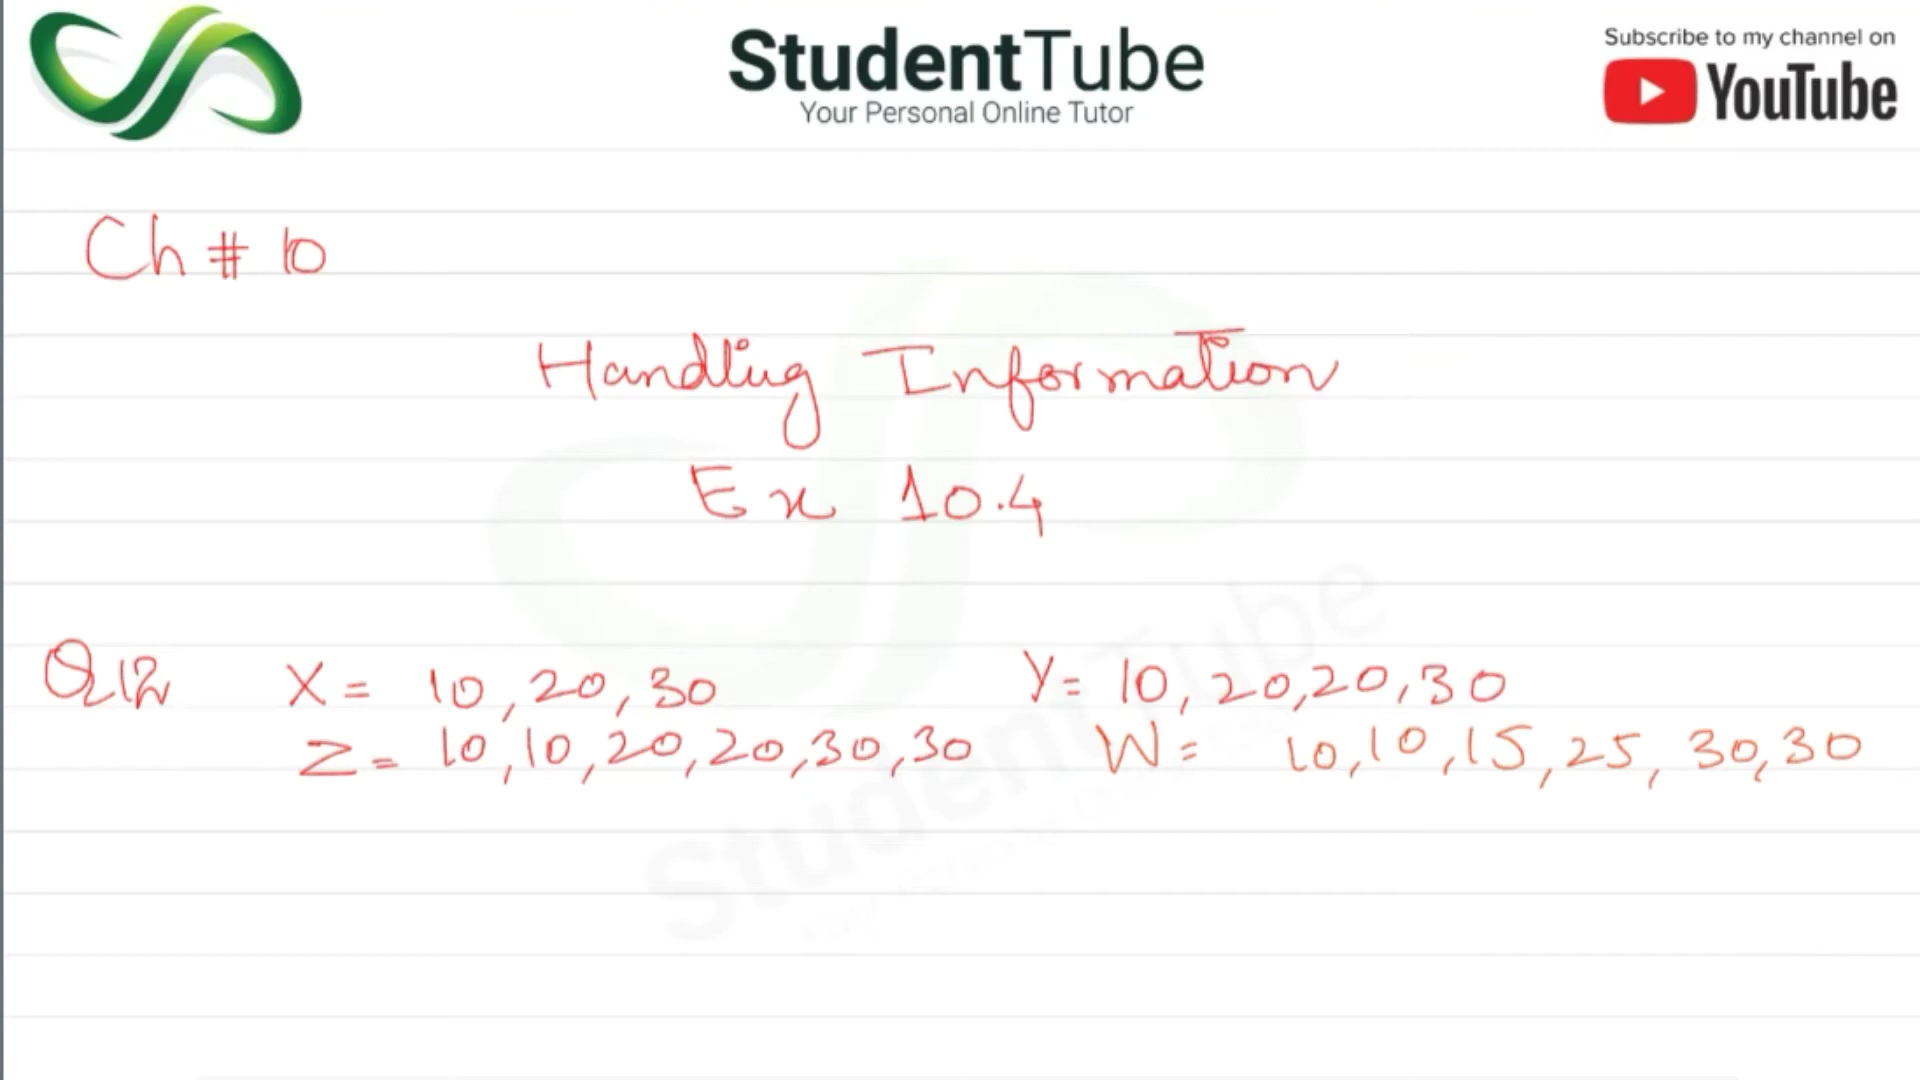 StudentTube
Your Personal Online Tutor
Subscribe to my channel on
YouTube
Ch # 10
Handling Information
Ex 10.4
Q12 X = 10, 20, 30 Y = 10, 20, 20, 30
Z = 10, 10, 20, 20, 30, 30 W = 10, 10, 15, 25, 30, 30
StudentTube